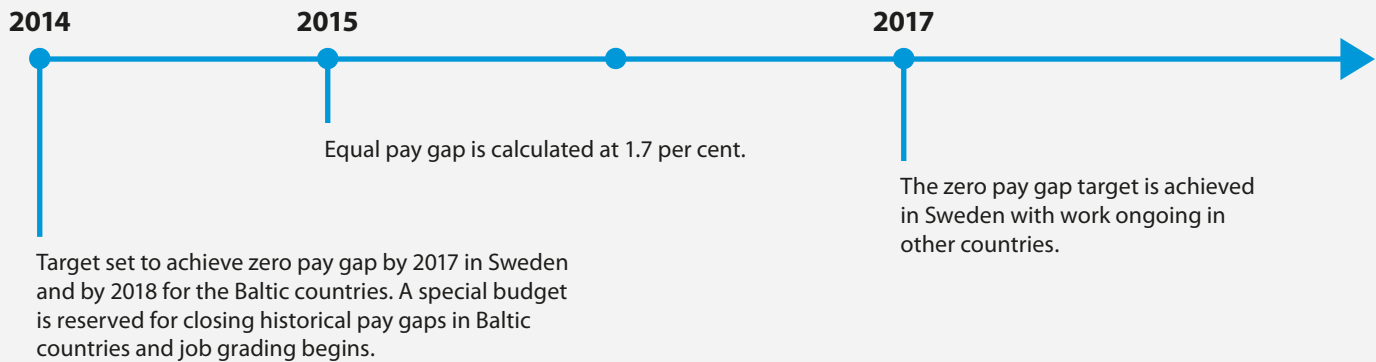 2014
2015
2017
Equal pay gap is calculated at 1.7 per cent.
The zero pay gap target is achieved
in Sweden with work ongoing in
other countries.
Target set to achieve zero pay gap by 2017 in Sweden
and by 2018 for the Baltic countries. A special budget
is reserved for closing historical pay gaps in Baltic
countries and job grading begins.